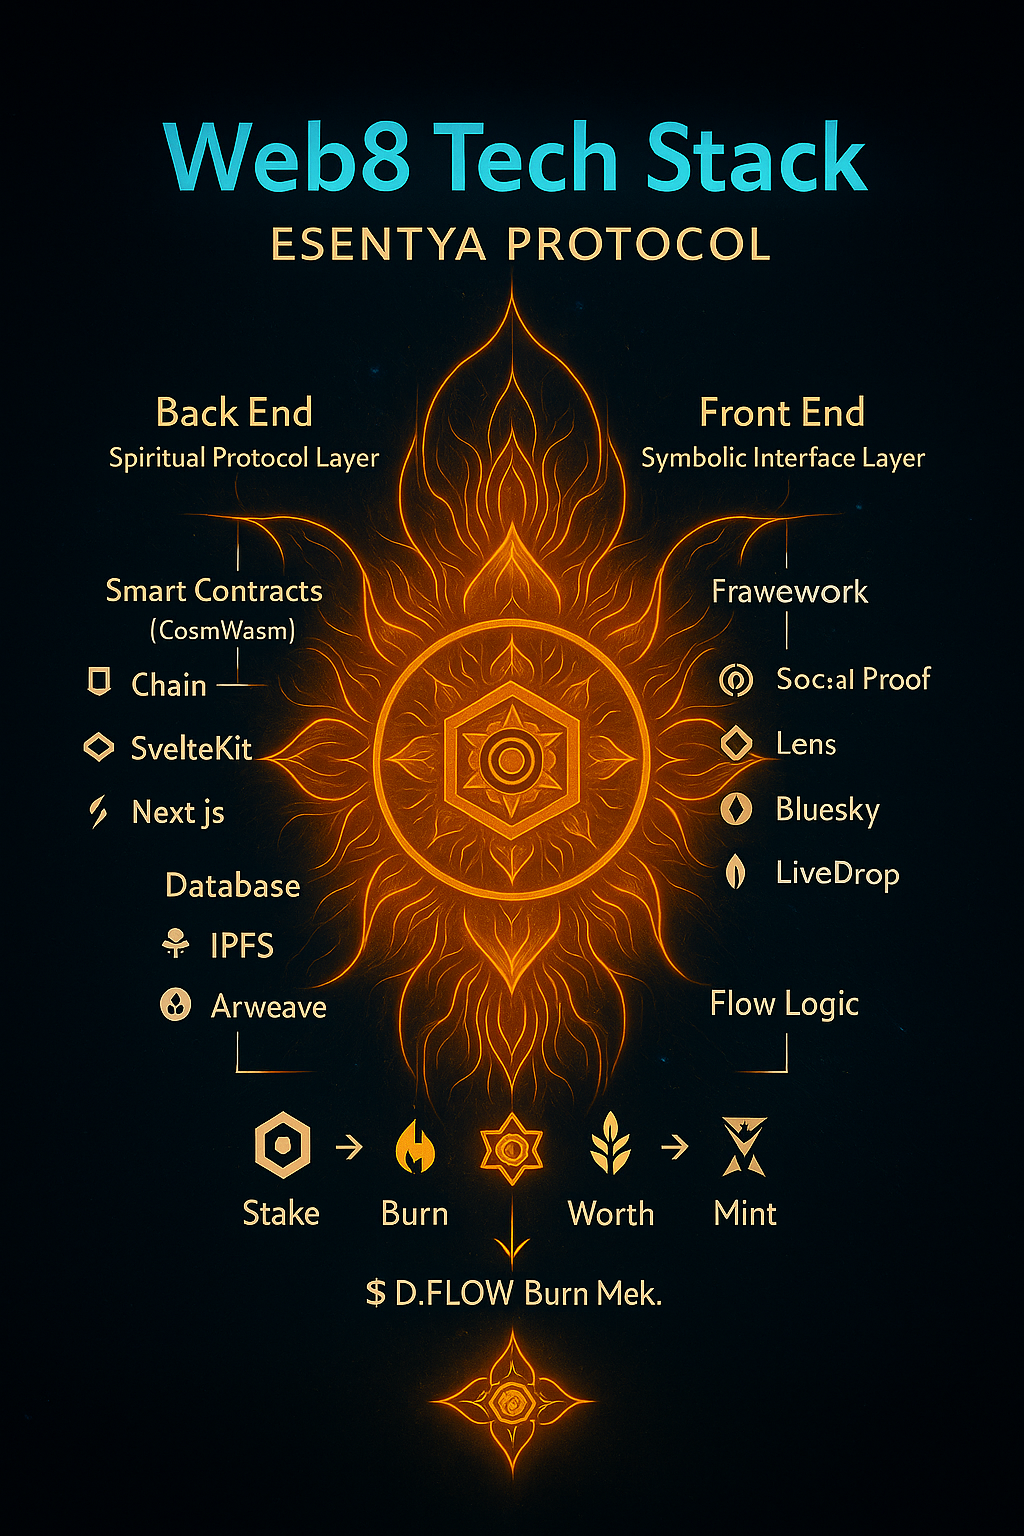 Web8 Tech Stack
ESENTYA PROTOCOL
Back End
Spiritual Protocol Layer
Smart Contracts
(CosmWasm)
Chain
SvelteKit
Next js
Database
IPFS
Arweave
Front End
Symbolic Interface Layer
Frawework
Social Proof
Lens
Bluesky
LiveDrop
Flow Logic
Stake → Burn
Worth → Mint
$ D.FLOW Burn Mek.